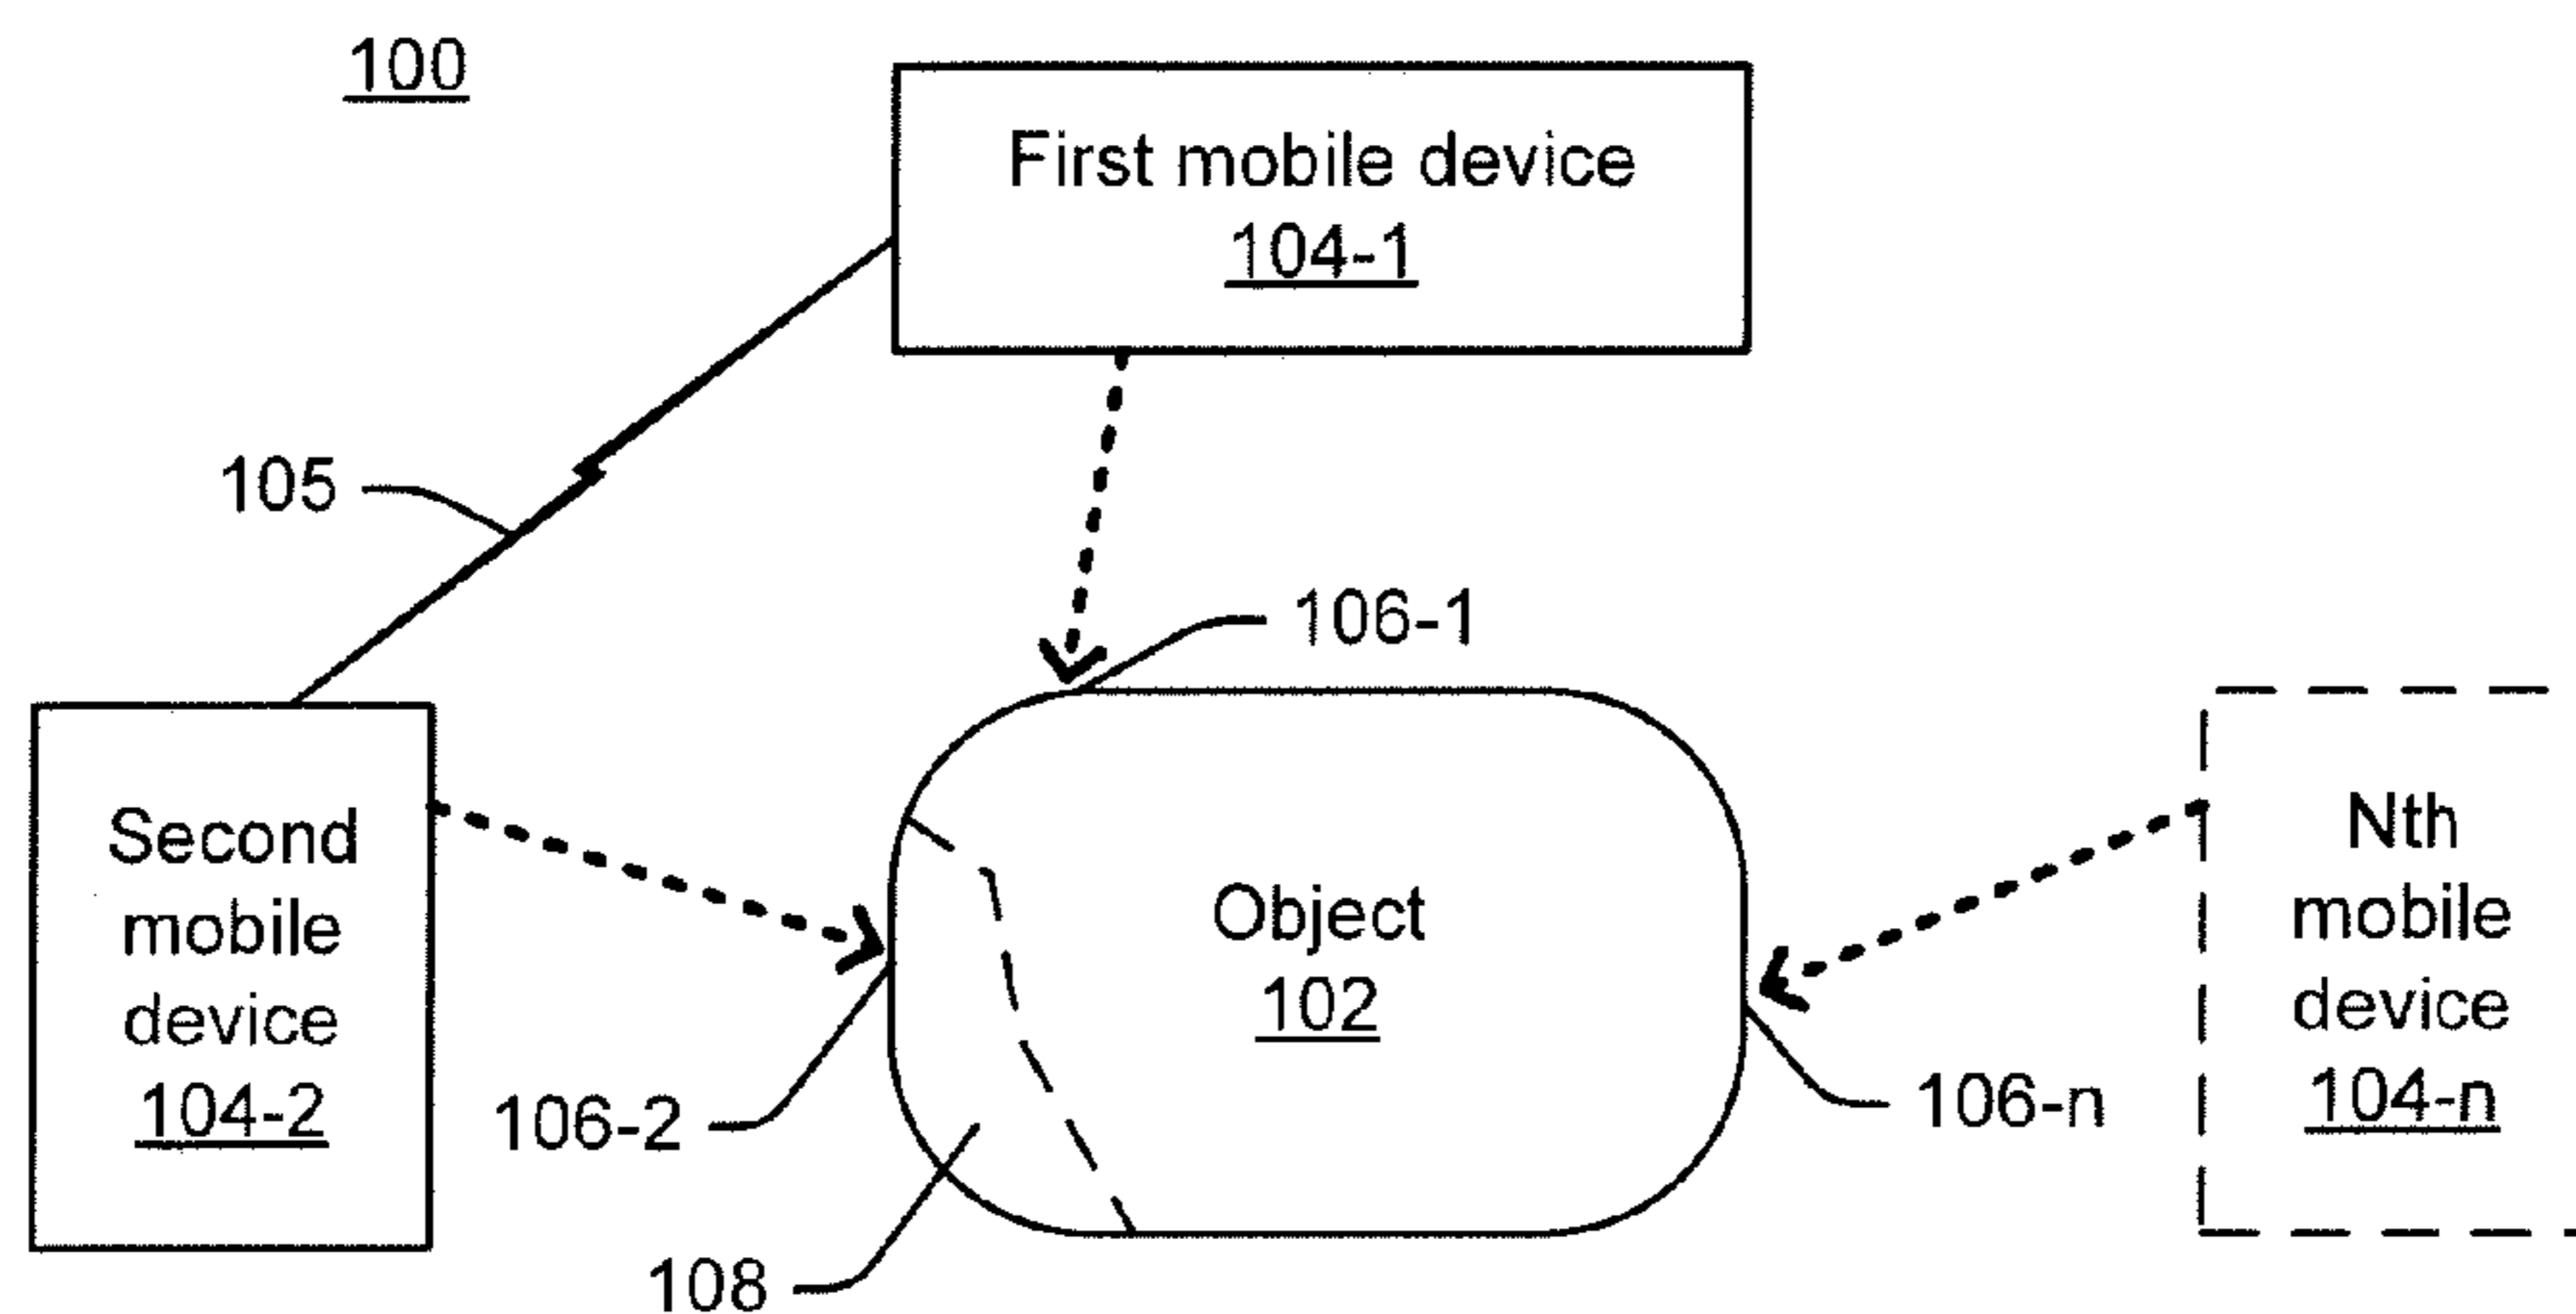 100
First mobile device
104-1
105
106-1
Second
mobile
device
104-2
Object
102
Nth
mobile
device
104-n
106-2
106-n
108